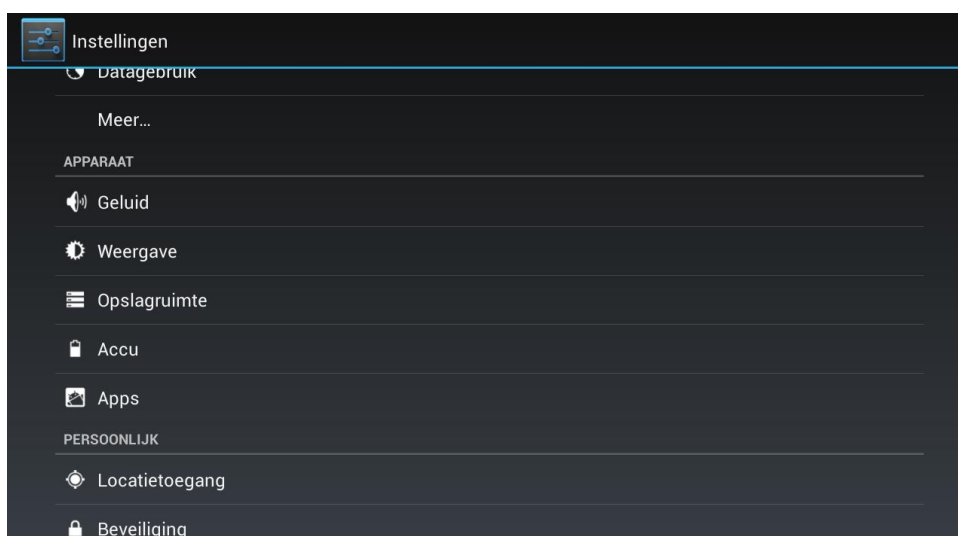 Instellingen
Datagebruik
Meer...
APPARAAT
Geluid
Weergave
Opslagruimte
Accu
Apps
PERSOONLIJK
Locatietoegang
Beveiliging